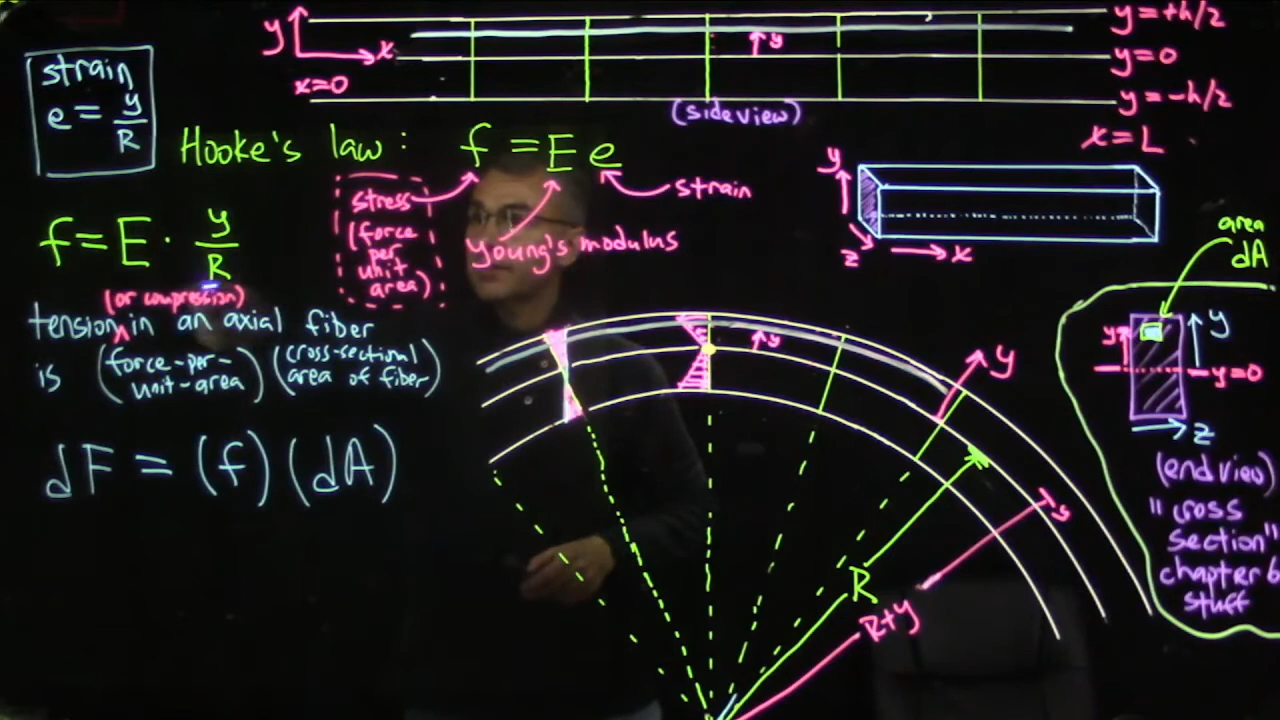 y
x
x=0
y
y=+h/2
y=0
y=-h/2
x=L
(side view)
strain
e = y/R
Hooke's law: f = E e
stress
(force
per
unit
area)
young's modulus
strain
f = E · y/R
(or compression)
tension in an axial fiber
is (force-per-unit-area) (cross-sectional area of fiber)
dF = (f)(dA)
y
z
x
y
y
R
y
R+y
area
dA
y
y
y=0
z
(end view)
"cross
section"
chapter 6
stuff